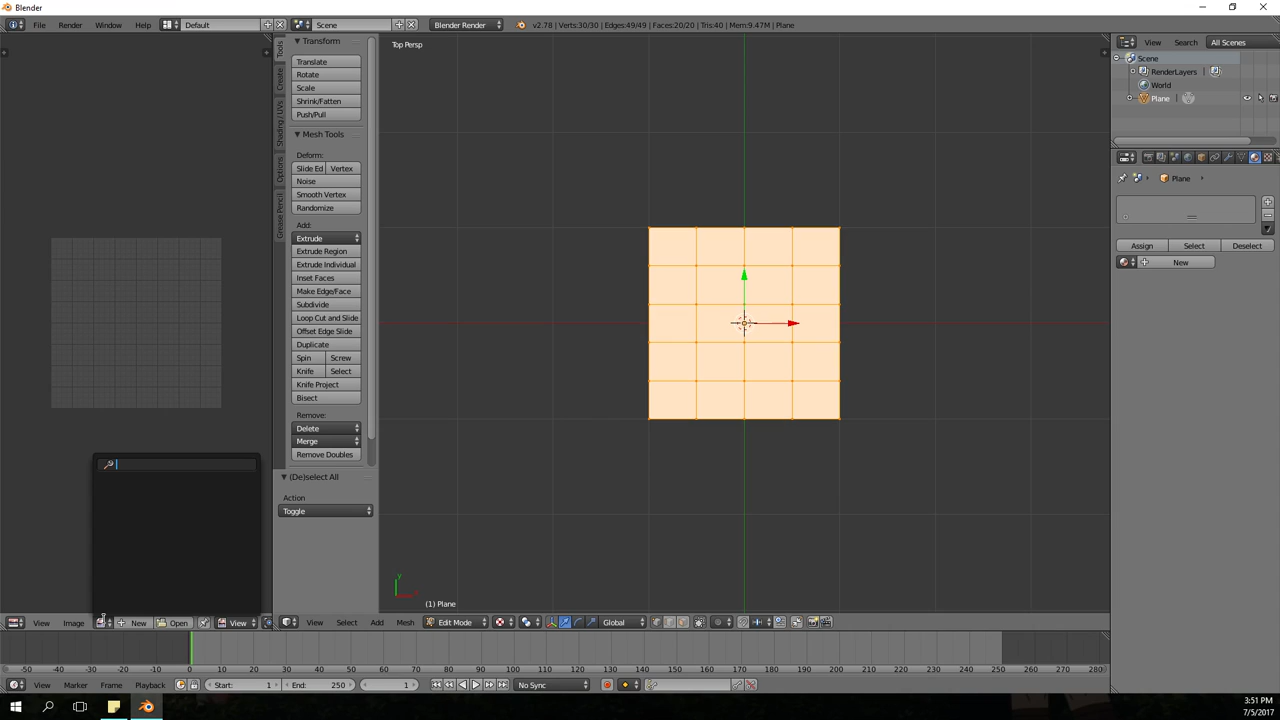 Blender
File Render Window Help Default Scene Blender Render v2.78 | Verts:30/30 | Edges:49/49 | Faces:20/20 | Tris:40 | Mem:9.47M | Plane
Tools
Create
Shading / UVs
Options
Grease Pencil
Transform
Translate
Rotate
Scale
Shrink/Fatten
Push/Pull
Mesh Tools
Deform:
Slide Ed Vertex
Noise
Smooth Vertex
Randomize
Add:
Extrude
Extrude Region
Extrude Individual
Inset Faces
Make Edge/Face
Subdivide
Loop Cut and Slide
Offset Edge Slide
Duplicate
Spin Screw
Knife Select
Knife Project
Bisect
Remove:
Delete
Merge
Remove Doubles
(De)select All
Action
Toggle
Top Persp
(1) Plane
View Search All Scenes
Scene
RenderLayers
World
Plane
Plane
Assign Select Deselect
New
View Image New Open View
View Select Add Mesh Edit Mode Global
-50 -40 -30 -20 -10 0 10 20 30 40 50 60 70 80 90 100 110 120 130 140 150 160 170 180 190 200 210 220 230 240 250 260 270 280
View Marker Frame Playback Start: 1 End: 250 1 No Sync
3:51 PM
7/5/2017